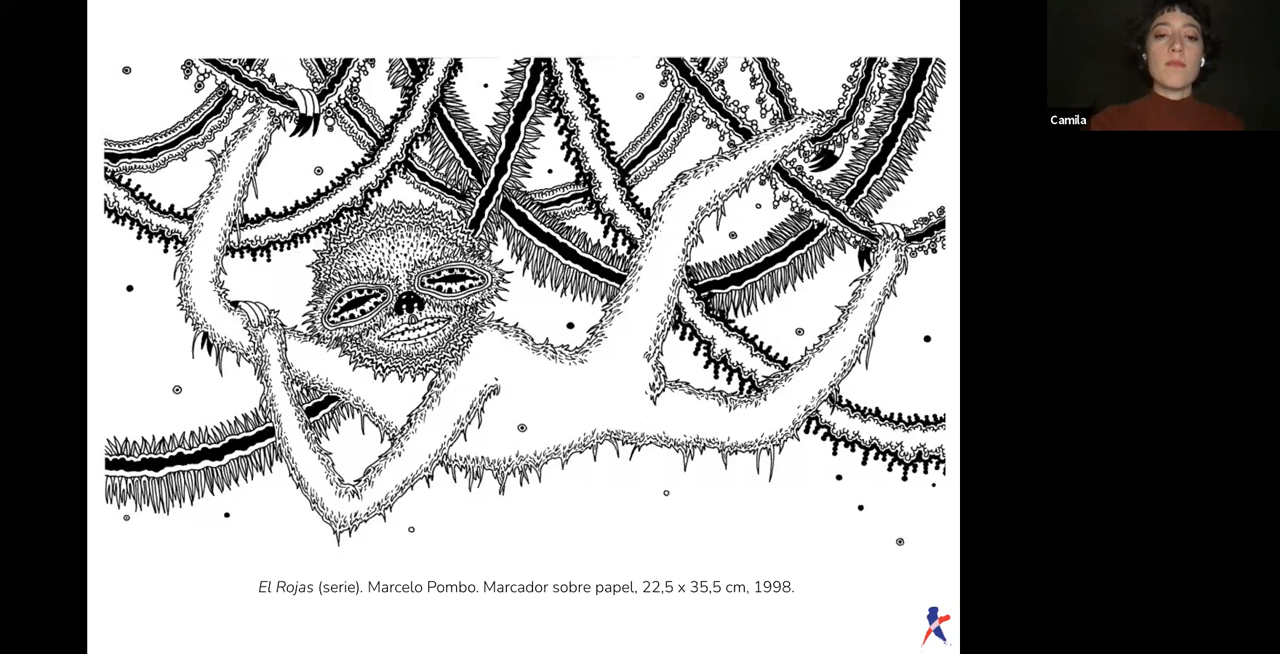 Camila
El Rojas (serie). Marcelo Pombo. Marcador sobre papel, 22,5 x 35,5 cm, 1998.